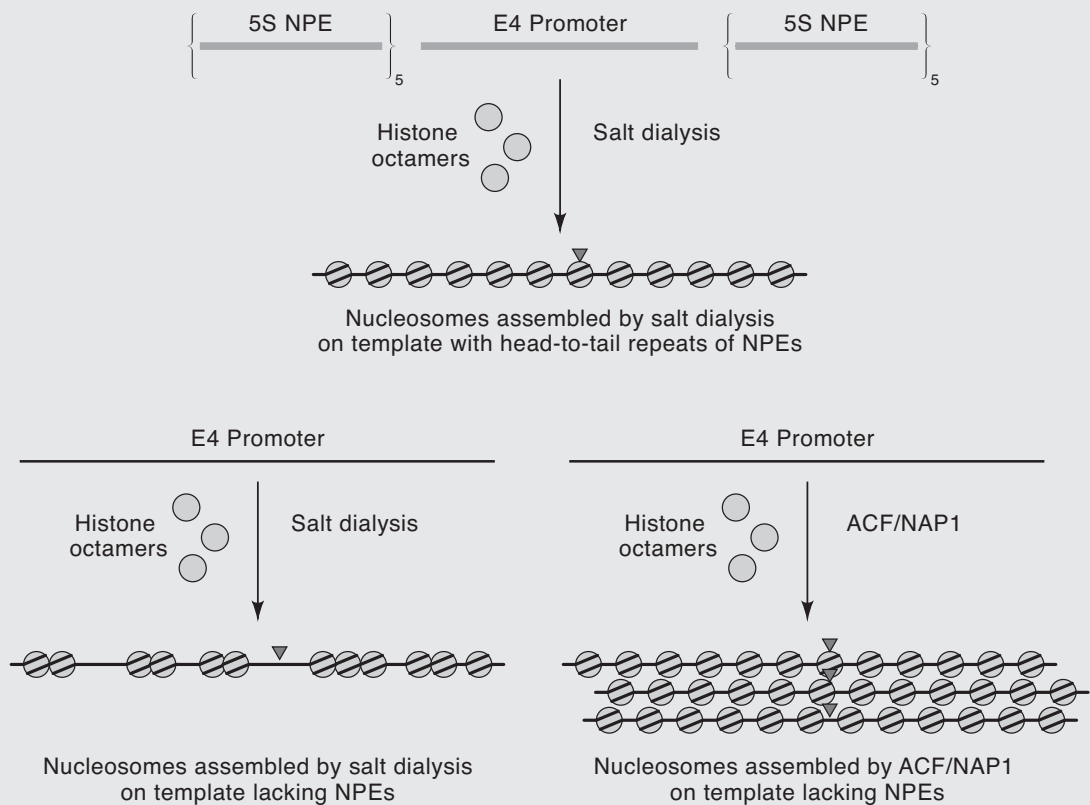 5S NPE E4 Promoter 5S NPE
5 5
Histone
octamers
Salt dialysis
Nucleosomes assembled by salt dialysis
on template with head-to-tail repeats of NPEs
E4 Promoter
Histone
octamers
Salt dialysis
Nucleosomes assembled by salt dialysis
on template lacking NPEs
E4 Promoter
Histone
octamers
ACF/NAP1
Nucleosomes assembled by ACF/NAP1
on template lacking NPEs